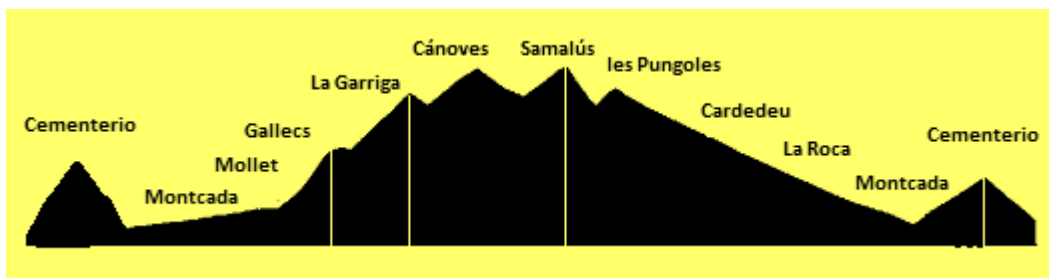 Cementerio
Montcada
Mollet
Gallecs
La Garriga
Cánoves
Samalús
les Pungoles
Cardedeu
La Roca
Montcada
Cementerio